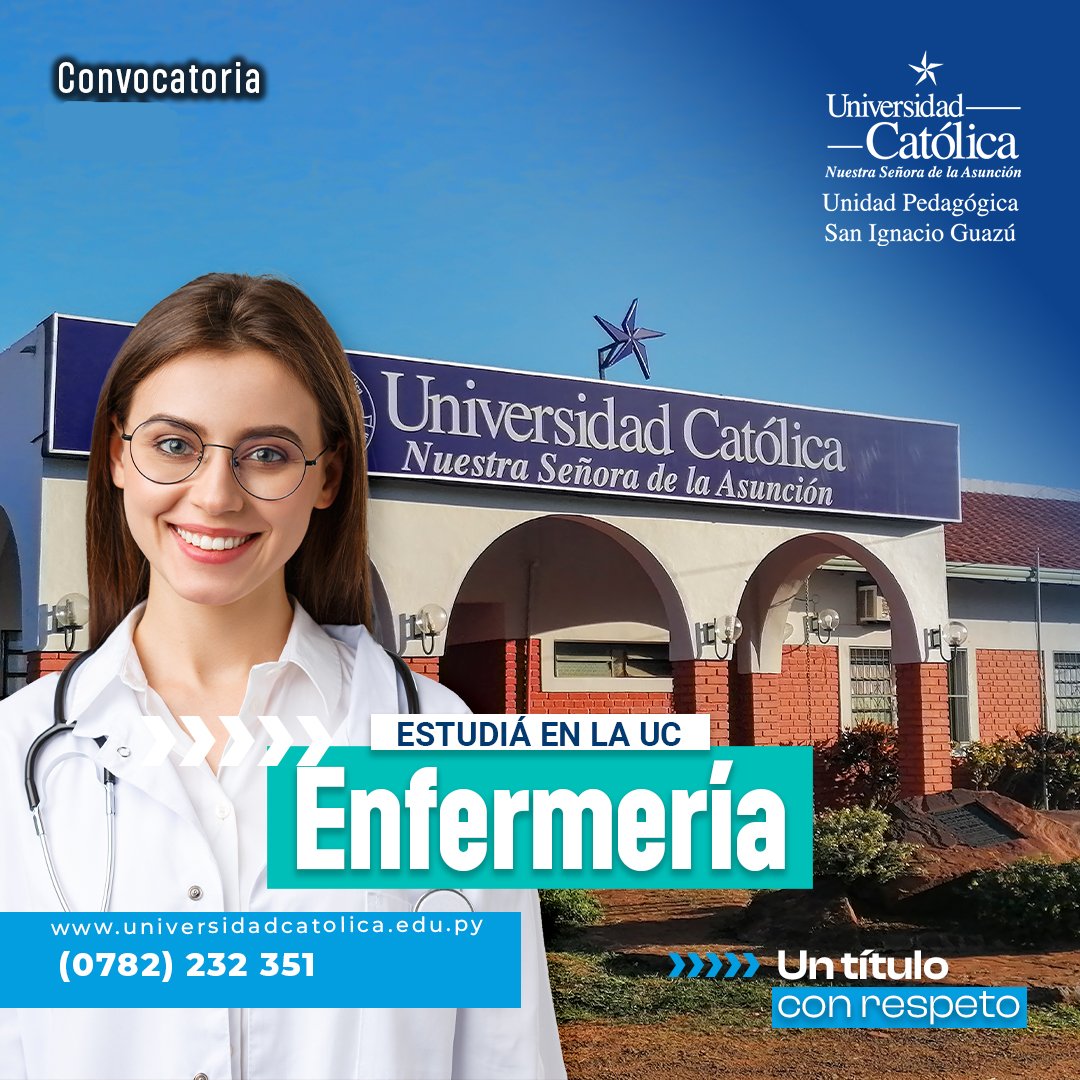 Convocatoria
Universidad
Católica
Nuestra Señora de la Asunción
Unidad Pedagógica
San Ignacio Guazú
Universidad Católica
Nuestra Señora de la Asunción
ESTUDIÁ EN LA UC
Enfermería
www.universidadcatolica.edu.py
(0782) 232 351
Un título
con respeto